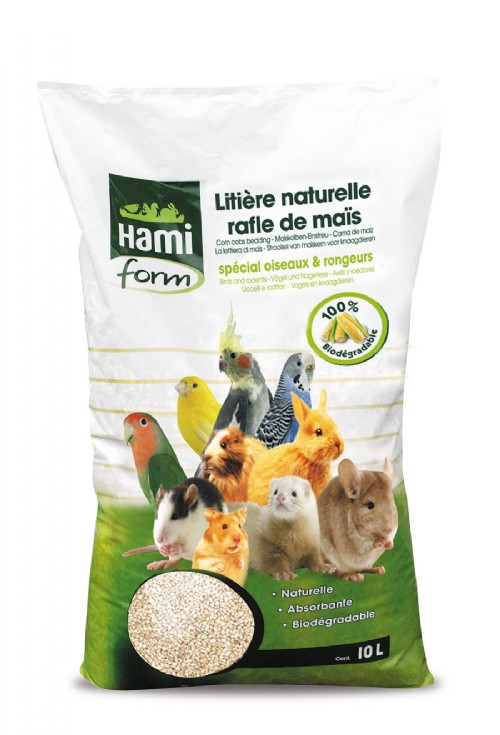 Hami
form
Litière naturelle
rafle de maïs
Corn cobs bedding - Maiskolben-Einstreu - Cama de maíz
La lettiera di mais - Strooisel van maïskern voor knaagdieren
spécial oiseaux & rongeurs
Birds and rodents - Vögel und Nagetiere - Aves y roedores
Uccelli e roditori - Vogels en knaagdieren
100%
Biodégradable
• Naturelle
• Absorbante
• Biodégradable
Cont. 10 L